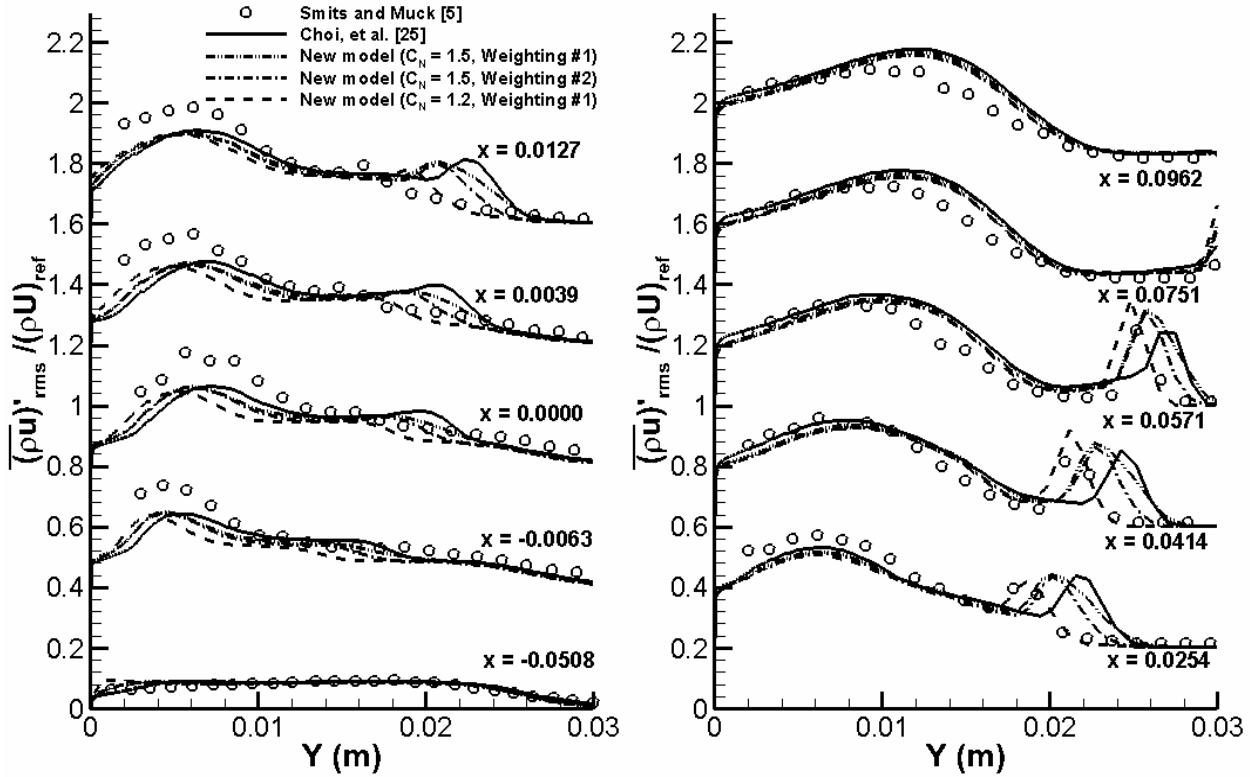 Smits and Muck [5]
Choi, et al. [25]
New model (C_N = 1.5, Weighting #1)
New model (C_N = 1.5, Weighting #2)
New model (C_N = 1.2, Weighting #1)
2.2
2
1.8
1.6
1.4
1.2
1
0.8
0.6
0.4
0.2
0
x = 0.0127
x = 0.0039
x = 0.0000
x = -0.0063
x = -0.0508
(ρu)'rms/(ρU)ref
0
0.01
0.02
0.03
Y (m)
2.2
2
1.8
1.6
1.4
1.2
1
0.8
0.6
0.4
0.2
0
x = 0.0962
x = 0.0751
x = 0.0571
x = 0.0414
x = 0.0254
(ρu)'rms/(ρU)ref
0
0.01
0.02
0.03
Y (m)